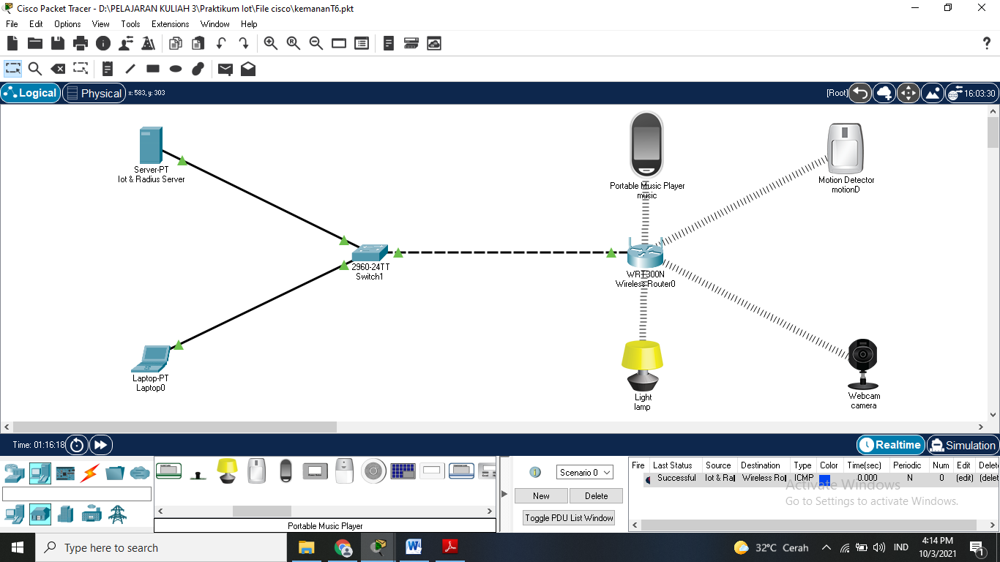 Cisco Packet Tracer - D:\PELAJARAN KULIAH 3\Praktikum Iot\File cisco\kemananT6.pkt
File Edit Options View Tools Extensions Window Help
Logical Physical x: 583, y: 303 [Root] 16:03:30
Server-PT
Iot & Radius Server
Portable Music Player
music
Motion Detector
motionD
2960-24TT
Switch1
WRT300N
Wireless Router0
Laptop-PT
Laptop0
Light
lamp
Webcam
camera
Time: 01:16:18 Realtime Simulation
Scenario 0
New Delete
Toggle PDU List Window
Portable Music Player
Fire Last Status Source Destination Type Color Time(sec) Periodic Num Edit Delet
Successful Iot & Ra Wireless Ro ICMP 0.000 N 0 (edit) (delet
Activate Windows
Go to Settings to activate Windows.
Type here to search
32°C Cerah IND
4:14 PM
10/3/2021
1